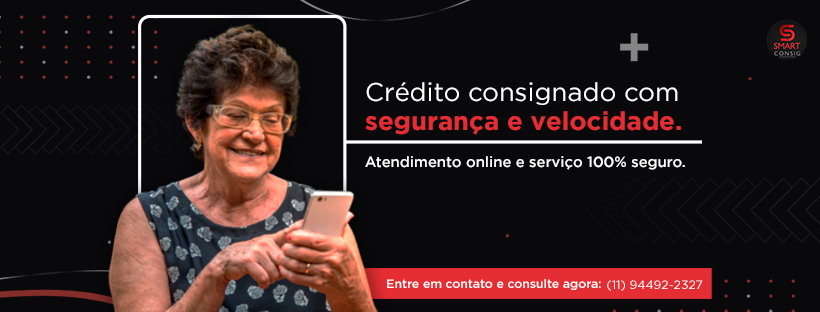 SMART
CONSIG
Crédito consignado com
segurança e velocidade.
Atendimento online e serviço 100% seguro.
Entre em contato e consulte agora: (11) 94492-2327